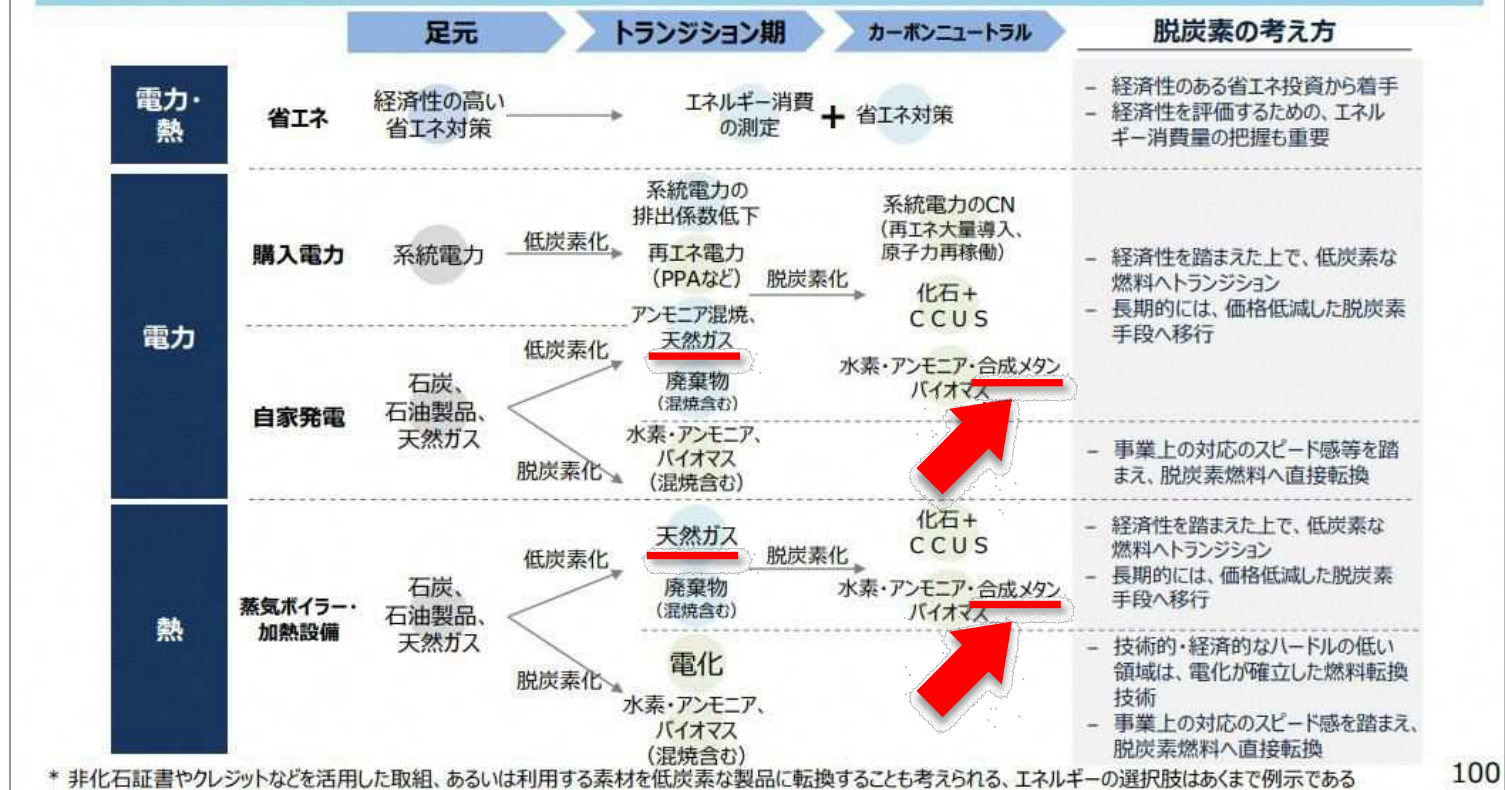 足元
トランジション期
カーボンニュートラル
脱炭素の考え方
電力・
熱
省エネ
経済性の高い
省エネ対策
エネルギー消費
の測定
+
省エネ対策
– 経済性のある省エネ投資から着手
– 経済性を評価するための、エネル
ギー消費量の把握も重要
電力
購入電力
系統電力
低炭素化
系統電力の
排出係数低下
再エネ電力
(PPAなど)
脱炭素化
系統電力のCN
(再エネ大量導入、
原子力再稼働)
化石+
CCUS
– 経済性を踏まえた上で、低炭素な
燃料へトランジション
– 長期的には、価格低減した脱炭素
手段へ移行
自家発電
石炭、
石油製品、
天然ガス
低炭素化
アンモニア混焼、
天然ガス
廃棄物
(混焼含む)
水素・アンモニア・合成メタン
バイオマス
脱炭素化
水素・アンモニア、
バイオマス
(混焼含む)
– 事業上の対応のスピード感等を踏
まえ、脱炭素燃料へ直接転換
熱
蒸気ボイラー・
加熱設備
石炭、
石油製品、
天然ガス
低炭素化
天然ガス
廃棄物
(混焼含む)
脱炭素化
化石+
CCUS
水素・アンモニア・合成メタン
バイオマス
– 経済性を踏まえた上で、低炭素な
燃料へトランジション
– 長期的には、価格低減した脱炭素
手段へ移行
脱炭素化
電化
水素・アンモニア、
バイオマス
(混焼含む)
– 技術的・経済的なハードルの低い
領域は、電化が確立した燃料転換
技術
– 事業上の対応のスピード感を踏まえ、
脱炭素燃料へ直接転換
* 非化石証書やクレジットなどを活用した取組、あるいは利用する素材を低炭素な製品に転換することも考えられる、エネルギーの選択肢はあくまで例示である
100